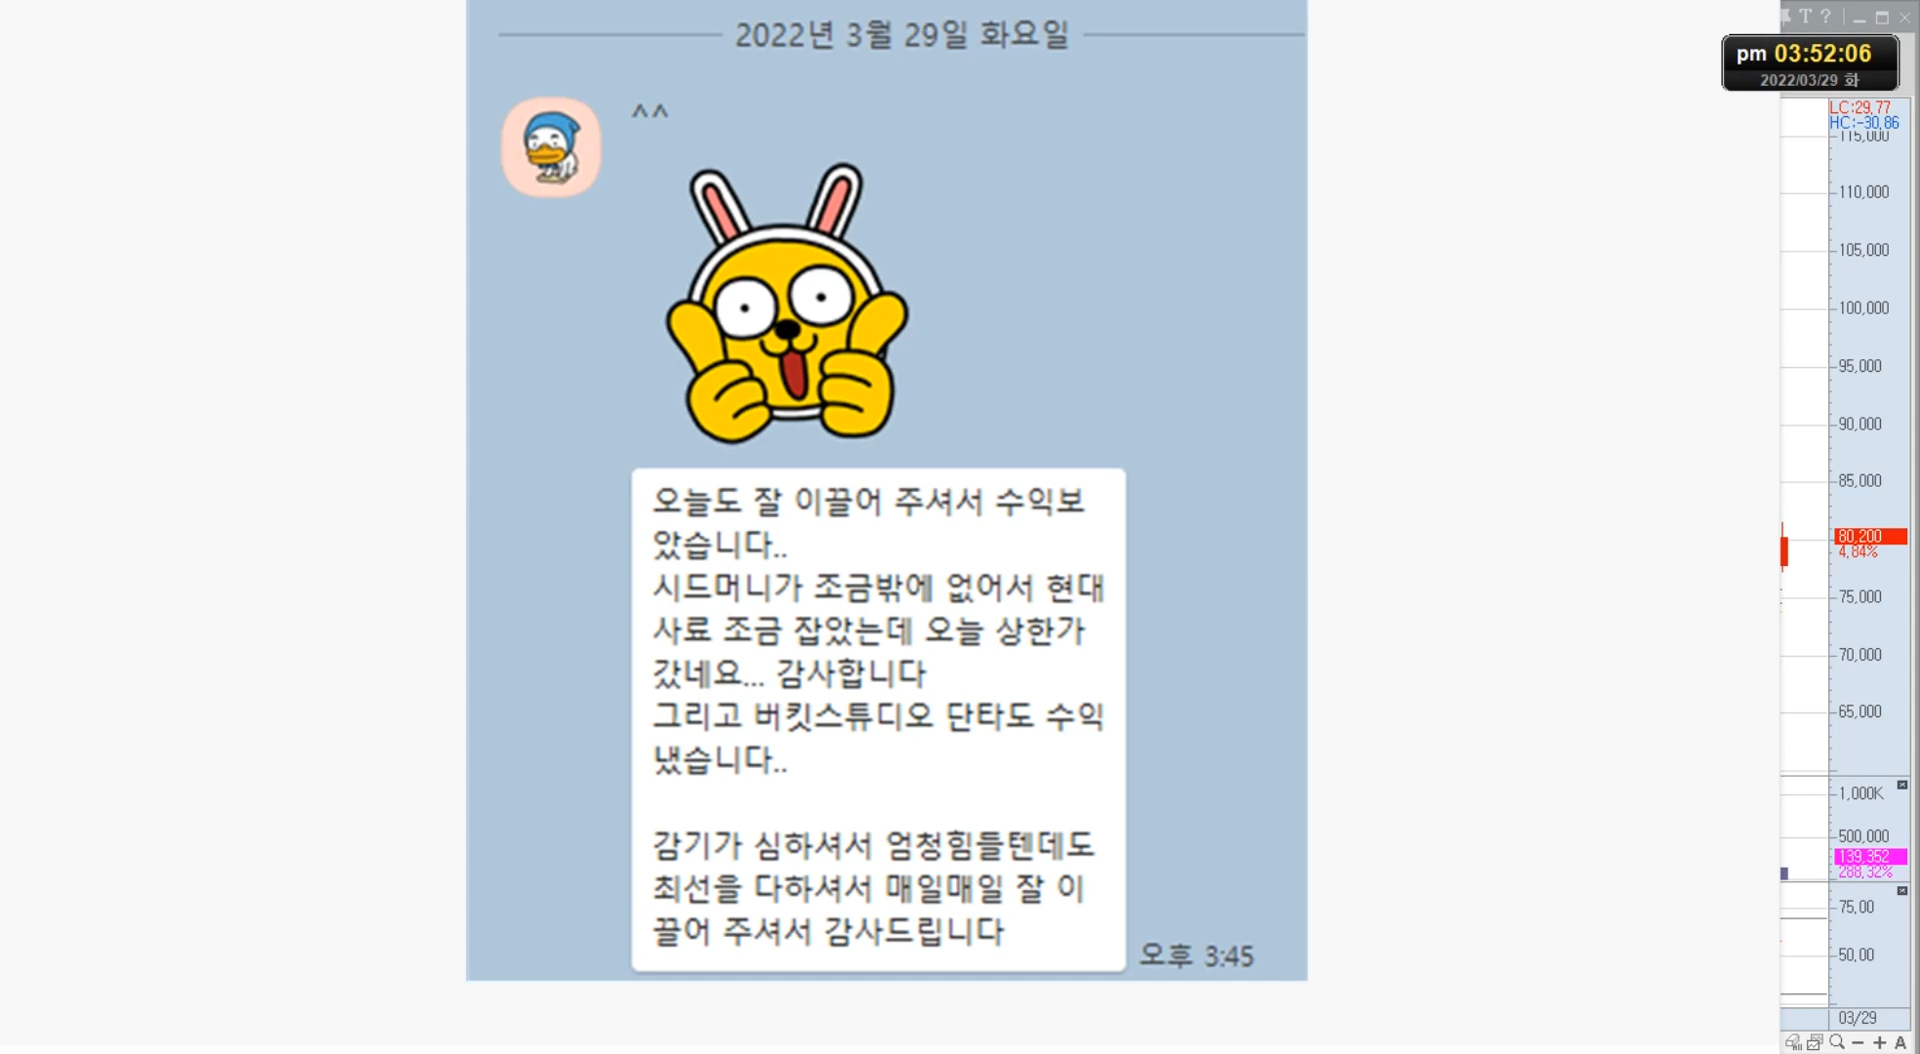 2022년 3월 29일 화요일
T ?
pm 03:52:06
2022/03/29 화
^^
LC:29,77
HC:-30,86
115,000
110,000
105,000
100,000
95,000
90,000
85,000
80,200
4,84%
75,000
70,000
65,000
1,000K
500,000
139,352
288,32%
75,00
50,00
03/29
A
오늘도 잘 이끌어 주셔서 수익보
았습니다..
시드머니가 조금밖에 없어서 현대
사료 조금 잡았는데 오늘 상한가
갔네요... 감사합니다
그리고 버킷스튜디오 단타도 수익
냈습니다..
감기가 심하셔서 엄청힘들텐데도
최선을 다하셔서 매일매일 잘 이
끌어 주셔서 감사드립니다
오후 3:45